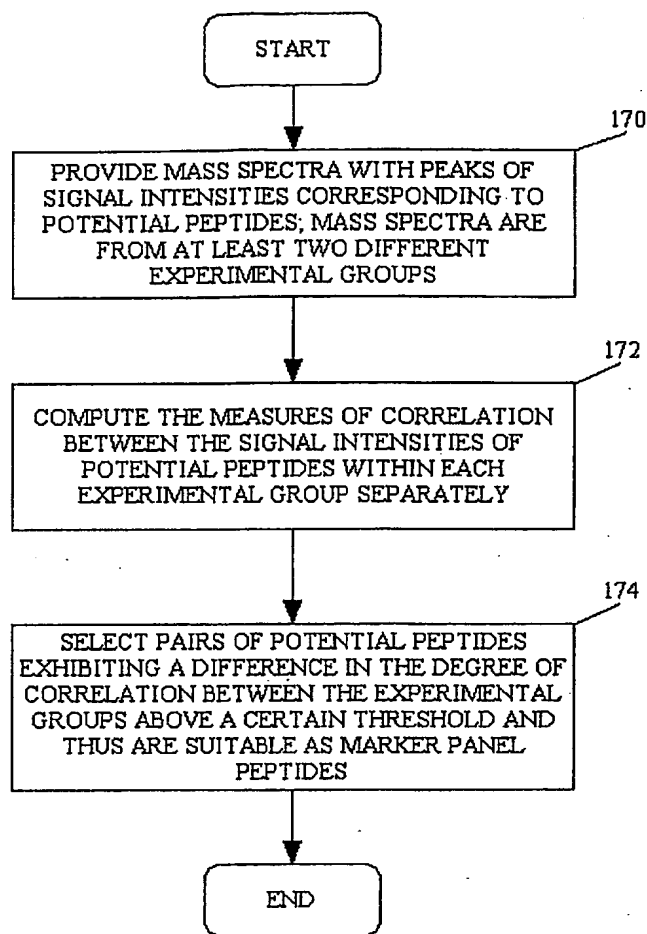 START
170
PROVIDE MASS SPECTRA WITH PEAKS OF
SIGNAL INTENSITIES CORRESPONDING TO
POTENTIAL PEPTIDES; MASS SPECTRA ARE
FROM AT LEAST TWO DIFFERENT
EXPERIMENTAL GROUPS
172
COMPUTE THE MEASURES OF CORRELATION
BETWEEN THE SIGNAL INTENSITIES OF
POTENTIAL PEPTIDES WITHIN EACH
EXPERIMENTAL GROUP SEPARATELY
174
SELECT PAIRS OF POTENTIAL PEPTIDES
EXHIBITING A DIFFERENCE IN THE DEGREE OF
CORRELATION BETWEEN THE EXPERIMENTAL
GROUPS ABOVE A CERTAIN THRESHOLD AND
THUS ARE SUITABLE AS MARKER PANEL
PEPTIDES
END